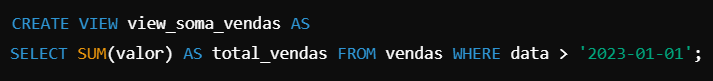 CREATE VIEW view_soma_vendas AS
SELECT SUM(valor) AS total_vendas FROM vendas WHERE data > '2023-01-01';